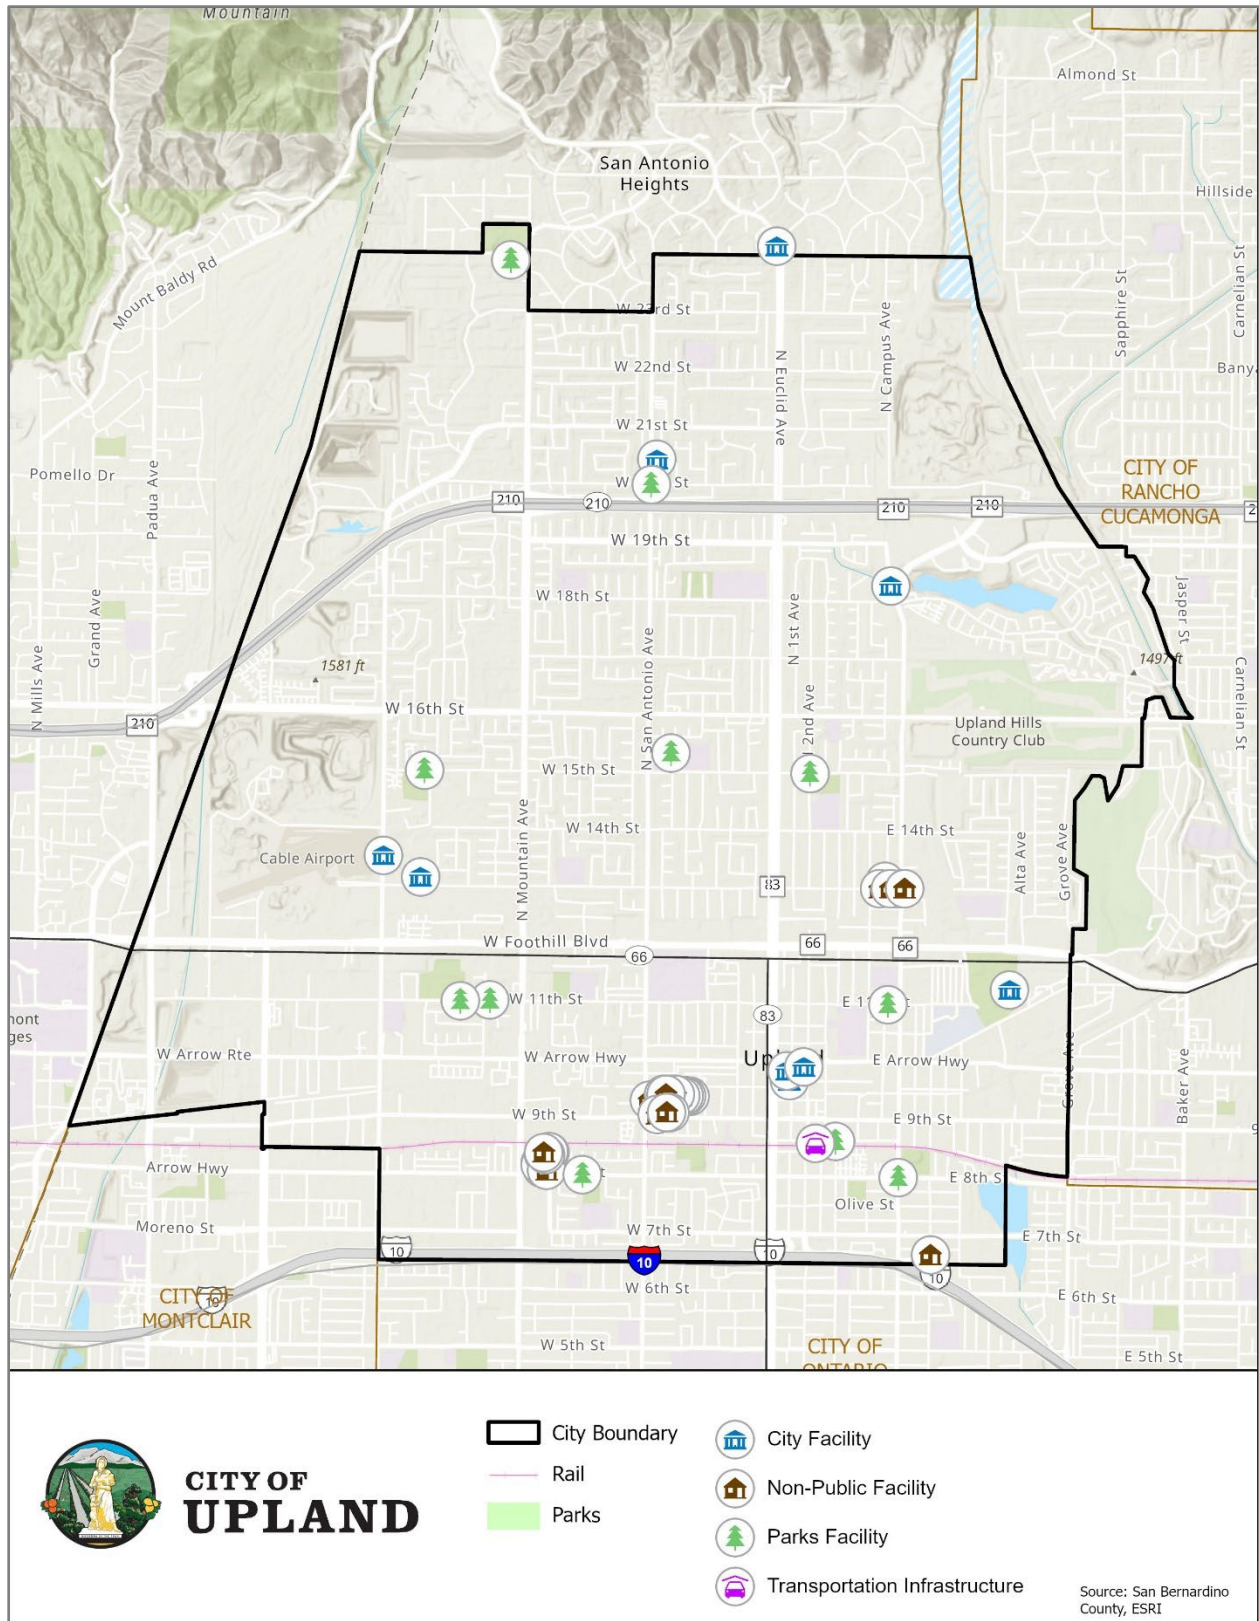 Mountain
Almond St
San Antonio
Heights
Hillside
Mount Baldy Rd
Sapphire St
Carnelian St
W 23rd St
N Campus Ave
N Euclid Ave
W 22nd St
W 21st St
Pomello Dr
Padua Ave
CITY OF
RANCHO
CUCAMONGA
W St
210
210
210
210
W 19th St
Grand Ave
W 18th St
N 1st Ave
Jasper St
N San Antonio Ave
1581 ft
1497 ft
N Mills Ave
210
W 16th St
Carnelian St
Upland Hills
Country Club
2nd Ave
W 15th St
N Mountain Ave
W 14th St
E 14th St
Cable Airport
Alta Ave
Grove Ave
83
W Foothill Blvd
66
66
66
W 11th St
83
W Arrow Rte
W Arrow Hwy
E Arrow Hwy
Grove Ave
Baker Ave
W 9th St
E 9th St
Arrow Hwy
E 8th S
Olive St
Moreno St
W 7th St
E 7th St
10
10
10
10
10
W 6th St
E 6th St
CITY OF
MONTCLAIR
W 5th St
CITY OF
ONTARIO
E 5th St
CITY OF
UPLAND
City Boundary
Rail
Parks
City Facility
Non-Public Facility
Parks Facility
Transportation Infrastructure
Source: San Bernardino
County, ESRI